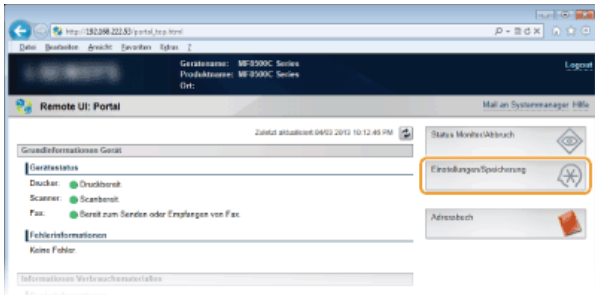 http://192.168.222.93/portal_top.html
Datei Bearbeiten Ansicht Favoriten Extras ?
Gerätename: MF8500C Series
Produktname: MF8500C Series
Ort:
Logout
Remote UI: Portal
Mail an Systemmanager Hilfe
Zuletzt aktualisiert: 04/03 2013 10:12:46 PM
Grundinformationen Gerät
Gerätestatus
Drucker: Druckbereit.
Scanner: Scanbereit.
Fax: Bereit zum Senden oder Empfangen von Fax.
Fehlerinformationen
Keine Fehler.
Informationen Verbrauchsmaterialien
Status Monitor/Abbruch
Einstellungen/Speicherung
Adressbuch